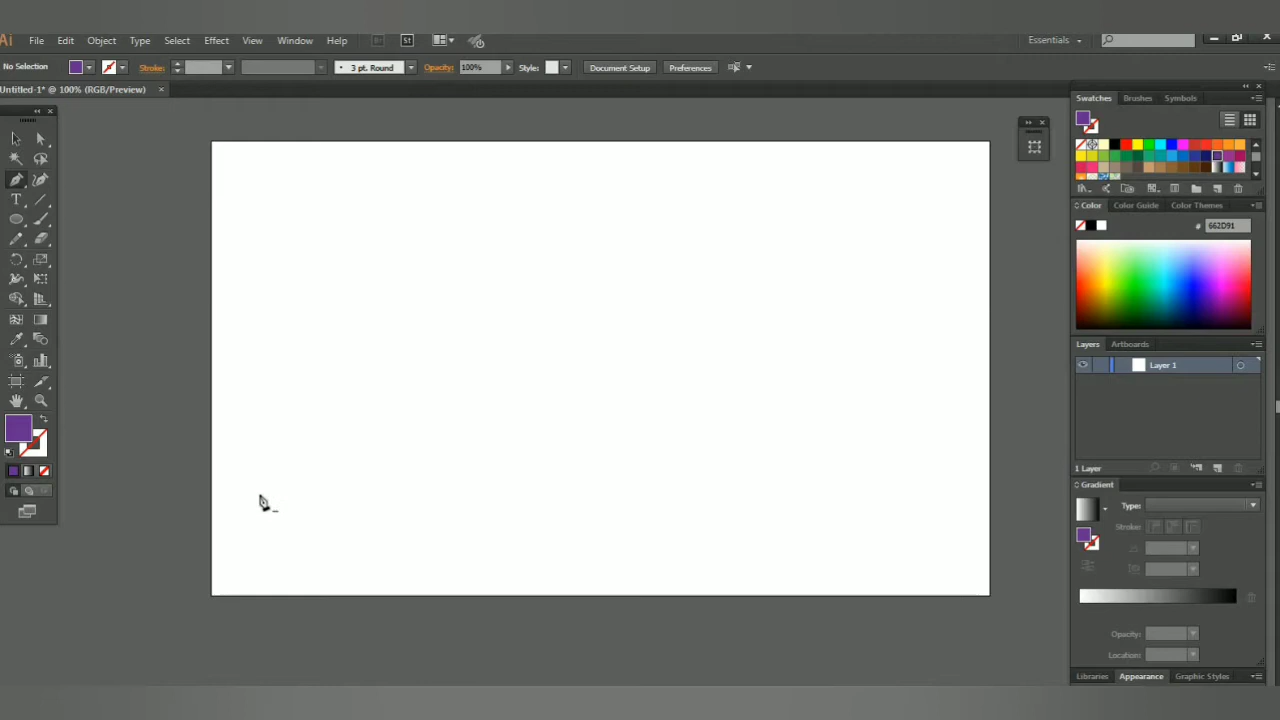 Ai File Edit Object Type Select Effect View Window Help Br St Essentials
No Selection Stroke: 3 pt. Round Opacity: 100% Style: Document Setup Preferences
Untitled-1* @ 100% (RGB/Preview)
Swatches Brushes Symbols
Color Color Guide Color Themes
# 662D91
Layers Artboards
Layer 1
1 Layer
Gradient
Type:
Stroke:
Opacity:
Location:
Libraries Appearance Graphic Styles